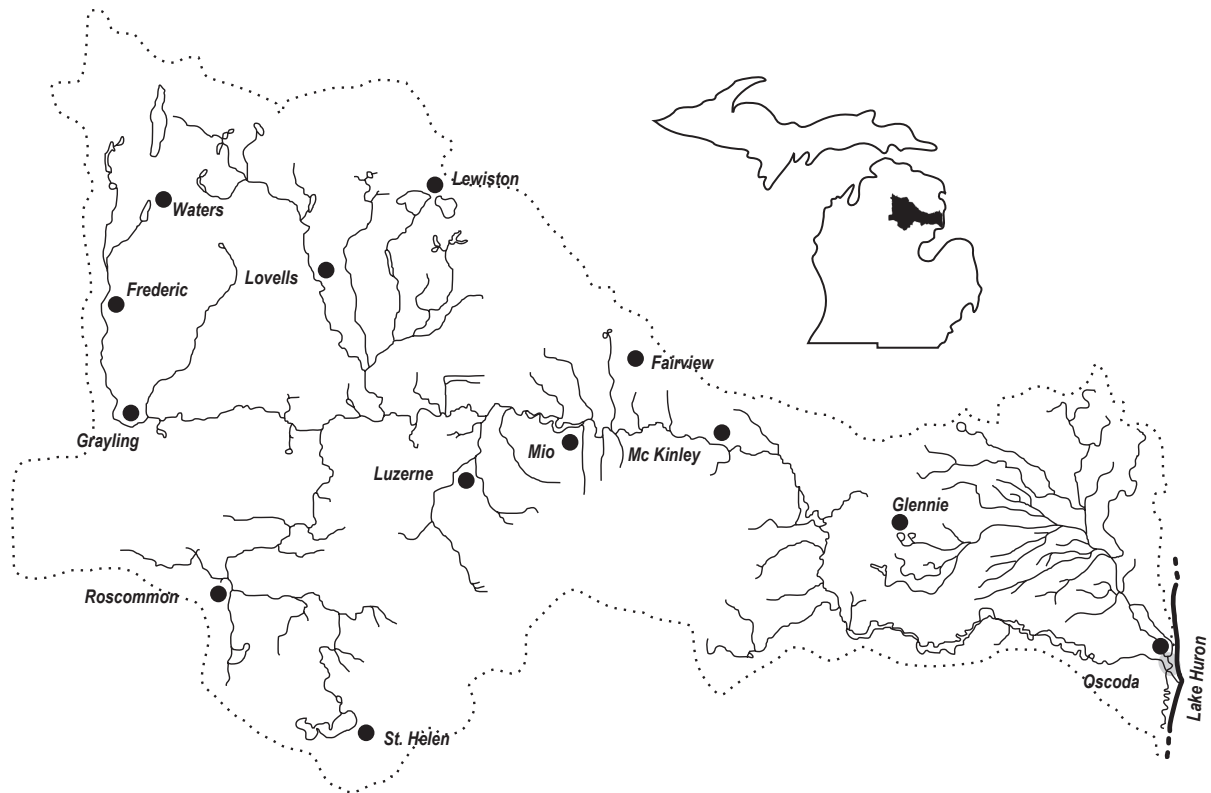 Lewiston
Waters
Lovells
Frederic
Fairview
Grayling
Mio
Mc Kinley
Luzerne
Glennie
Roscommon
Oscoda
Lake Huron
St. Helen